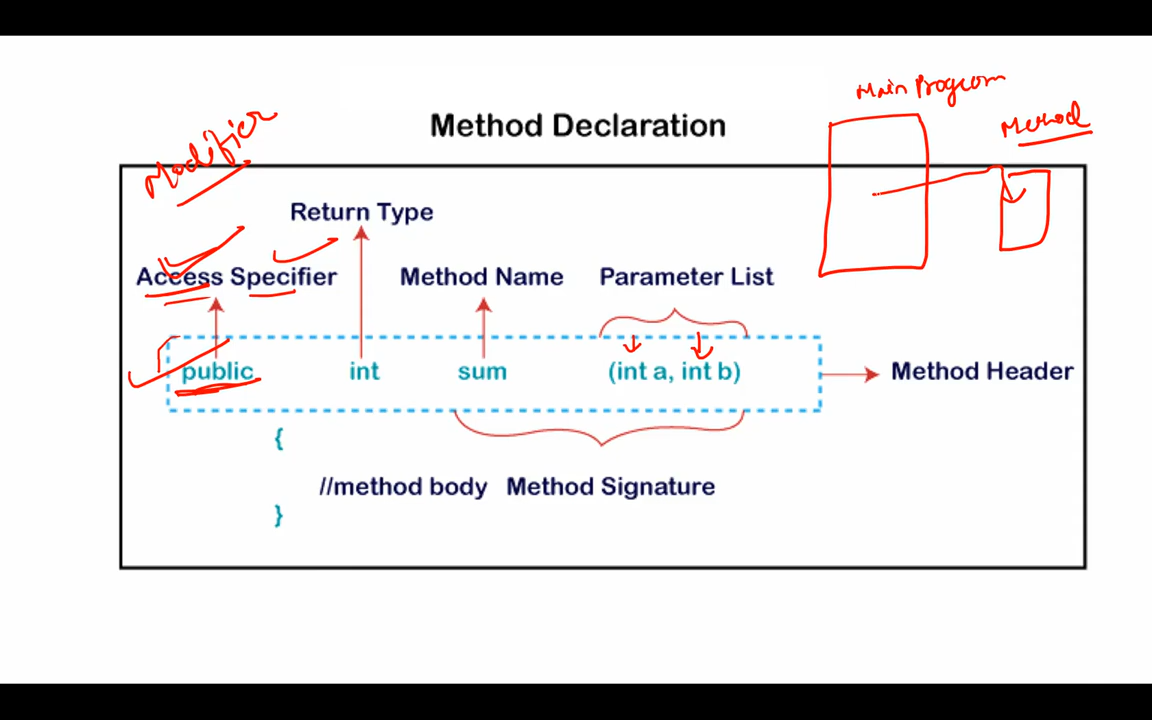 Main Program
Method
Modifier
Method Declaration
Return Type
Access Specifier Method Name Parameter List
public int sum (int a, int b) Method Header
{
//method body Method Signature
}